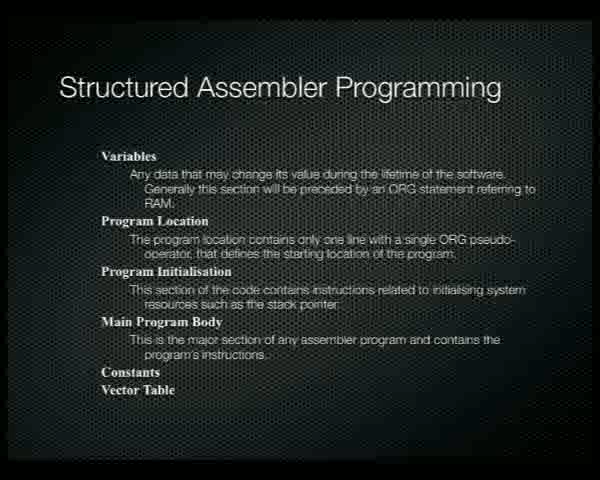 Structured Assembler Programming
Variables
Any data that may change its value during the lifetime of the software.
Generally this section will be preceded by an ORG statement referring to
RAM.
Program Location
The program location contains only one line with a single ORG pseudo-
operator, that defines the starting location of the program.
Program Initialisation
This section of the code contains instructions related to initialising system
resources such as the stack pointer.
Main Program Body
This is the major section of any assembler program and contains the
program's instructions.
Constants
Vector Table